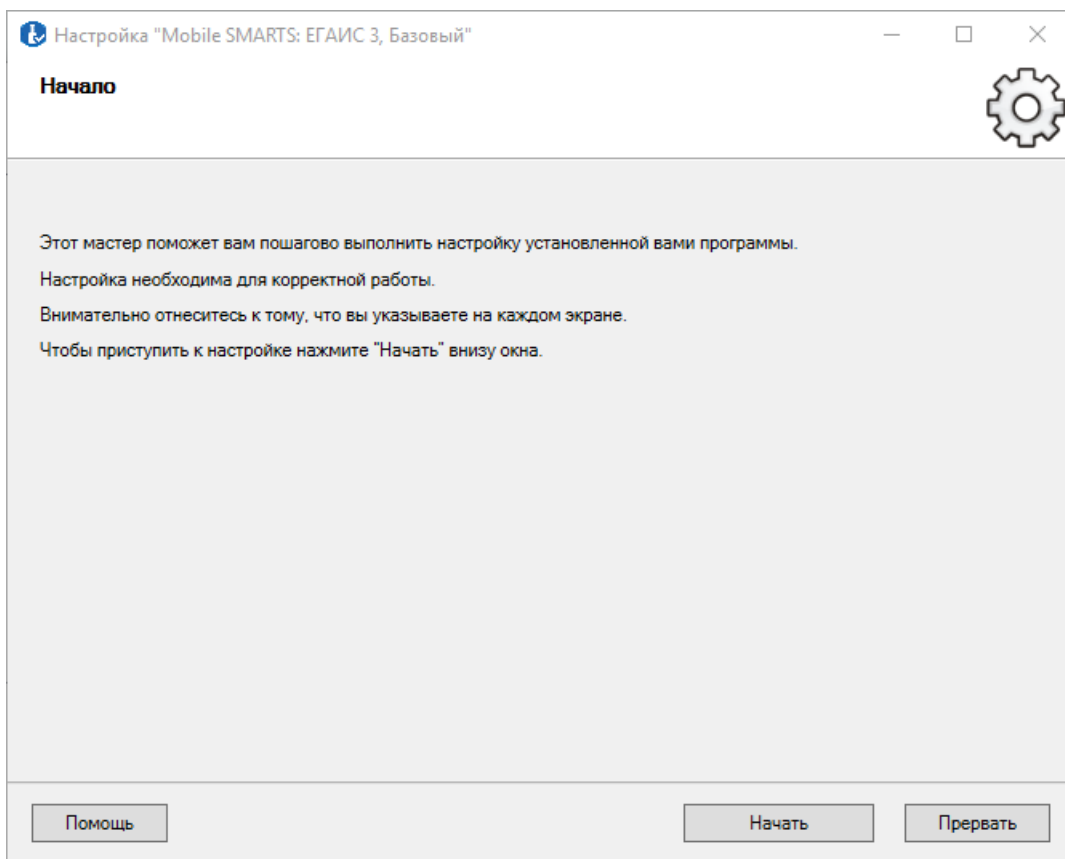 Настройка "Mobile SMARTS: ЕГАИС 3, Базовый"
Начало
Этот мастер поможет вам пошагово выполнить настройку установленной вами программы.
Настройка необходима для корректной работы.
Внимательно отнеситесь к тому, что вы указываете на каждом экране.
Чтобы приступить к настройке нажмите "Начать" внизу окна.
Помощь
Начать
Прервать